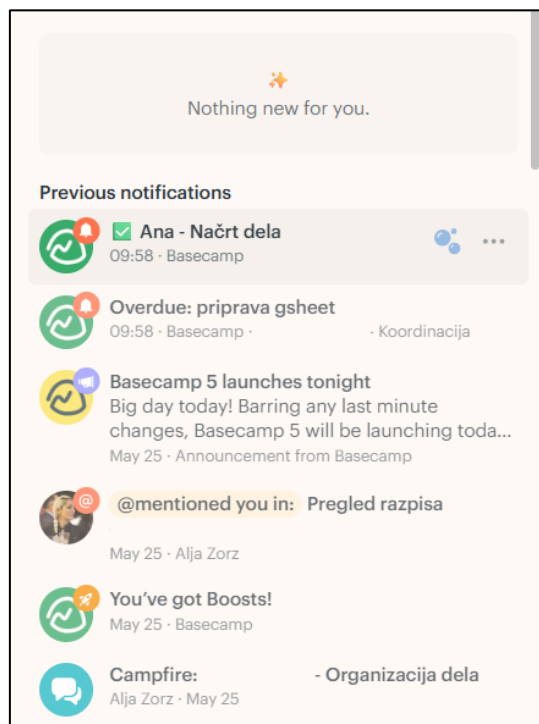 Nothing new for you.
Previous notifications
✅ Ana - Načrt dela
09:58 · Basecamp
Overdue: priprava gsheet
09:58 · Basecamp · - Koordinacija
Basecamp 5 launches tonight
Big day today! Barring any last minute
changes, Basecamp 5 will be launching toda...
May 25 · Announcement from Basecamp
@mentioned you in: Pregled razpisa
May 25 · Alja Zorz
You've got Boosts!
May 25 · Basecamp
Campfire: - Organizacija dela
Alja Zorz · May 25